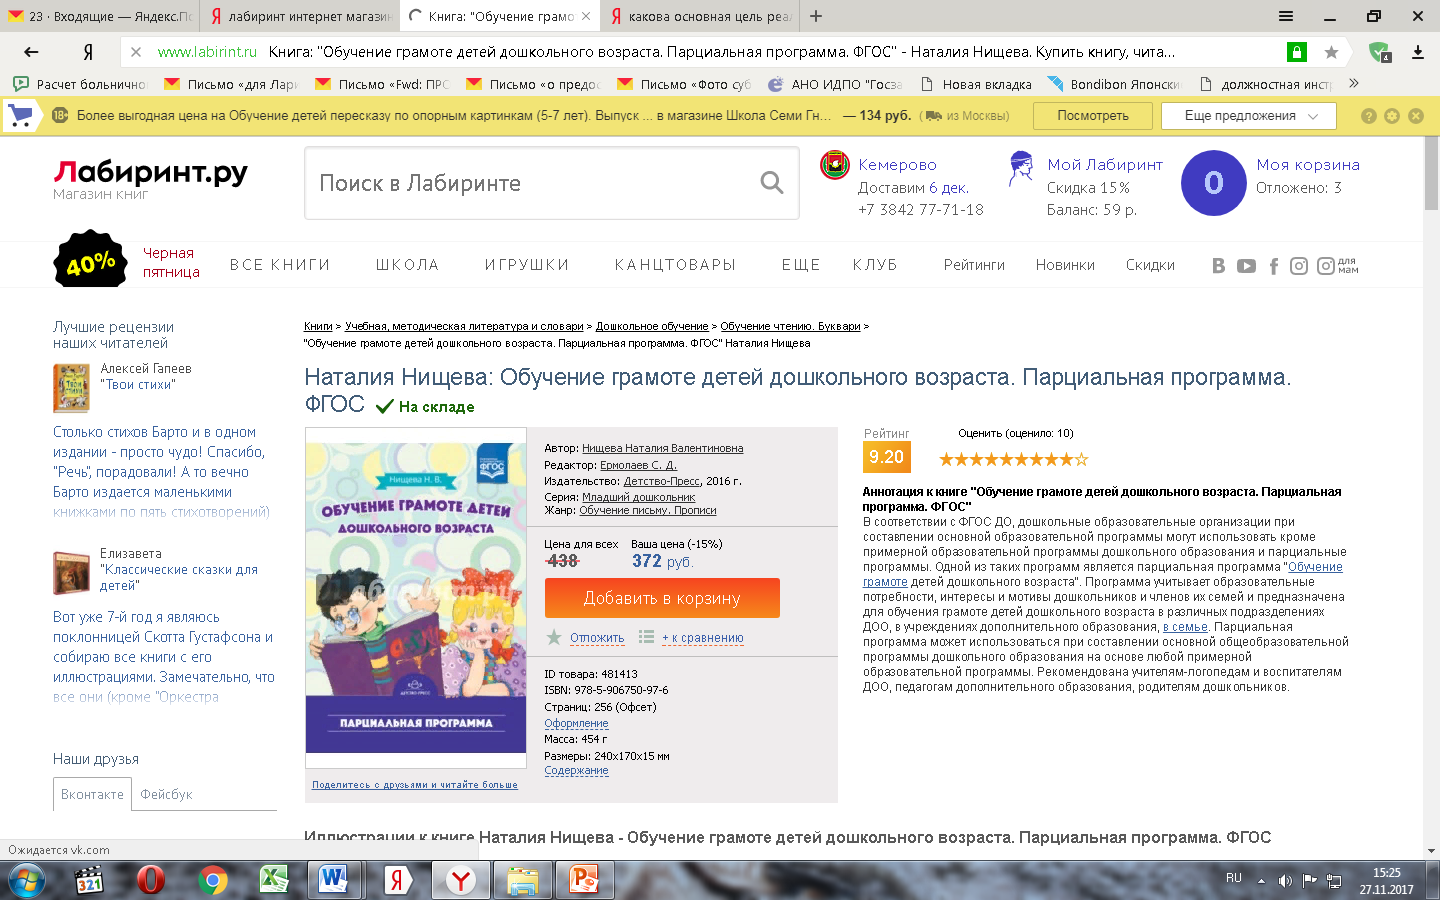 23 · Входящие — Яндекс.По
лабиринт интернет магазин
Книга: "Обучение грамот
какова основная цель реал
www.labirint.ru Книга: "Обучение грамоте детей дошкольного возраста. Парциальная программа. ФГОС" - Наталия Нищева. Купить книгу, чита...
4
Расчет больничног
Письмо «для Лари
Письмо «Fwd: ПРО
Письмо «о предос
Письмо «Фото суб
АНО ИДПО "Госза
Новая вкладка
Bondibon Японски
должностная инстр
18+ Более выгодная цена на Обучение детей пересказу по опорным картинкам (5-7 лет). Выпуск ... в магазине Школа Семи Гн... — 134 руб. ( из Москвы) Посмотреть Еще предложения
Лабиринт.ру
Магазин книг
Поиск в Лабиринте
Кемерово
Доставим 6 дек.
+7 3842 77-71-18
Мой Лабиринт
Скидка 15%
Баланс: 59 р.
0
Моя корзина
Отложено: 3
40%
Черная
пятница
ВСЕ КНИГИ ШКОЛА ИГРУШКИ КАНЦТОВАРЫ ЕЩЕ КЛУБ Рейтинги Новинки Скидки
для
мам
Лучшие рецензии
наших читателей
Алексей Гапеев
"Твои стихи"
Столько стихов Барто и в одном
издании - просто чудо! Спасибо,
"Речь", порадовали! А то вечно
Барто издается маленькими
книжками по пять стихотворений)
Елизавета
"Классические сказки для
детей"
Вот уже 7-й год я являюсь
поклонницей Скотта Густафсона и
собираю все книги с его
иллюстрациями. Замечательно, что
все они (кроме "Оркестра
Наши друзья
Вконтакте Фейсбук
Книги > Учебная, методическая литература и словари > Дошкольное обучение > Обучение чтению. Буквари >
"Обучение грамоте детей дошкольного возраста. Парциальная программа. ФГОС" Наталия Нищева
Наталия Нищева: Обучение грамоте детей дошкольного возраста. Парциальная программа.
ФГОС На складе
ФГОС
Нищева Н. В.
ОБУЧЕНИЕ ГРАМОТЕ ДЕТЕЙ
ДОШКОЛЬНОГО ВОЗРАСТА
ПАРЦИАЛЬНАЯ ПРОГРАММА
Поделитесь с друзьями и читайте больше
Автор: Нищева Наталия Валентиновна
Редактор: Ермолаев С. Д.
Издательство: Детство-Пресс, 2016 г.
Серия: Младший дошкольник
Жанр: Обучение письму. Прописи
Цена для всех Ваша цена (-15%)
438 372 руб.
Добавить в корзину
Отложить + к сравнению
ID товара: 481413
ISBN: 978-5-906750-97-6
Страниц: 256 (Офсет)
Оформление
Масса: 454 г
Размеры: 240x170x15 мм
Содержание
Рейтинг Оценить (оценило: 10)
9.20
Аннотация к книге "Обучение грамоте детей дошкольного возраста. Парциальная
программа. ФГОС"
В соответствии с ФГОС ДО, дошкольные образовательные организации при
составлении основной образовательной программы могут использовать кроме
примерной образовательной программы дошкольного образования и парциальные
программы. Одной из таких программ является парциальная программа "Обучение
грамоте детей дошкольного возраста". Программа учитывает образовательные
потребности, интересы и мотивы дошкольников и членов их семей и предназначена
для обучения грамоте детей дошкольного возраста в различных подразделениях
ДОО, в учреждениях дополнительного образования, в семье. Парциальная
программа может использоваться при составлении основной общеобразовательной
программы дошкольного образования на основе любой примерной
образовательной программы. Рекомендована учителям-логопедам и воспитателям
ДОО, педагогам дополнительного образования, родителям дошкольников.
Иллюстрации к книге Наталия Нищева - Обучение грамоте детей дошкольного возраста. Парциальная программа. ФГОС
Ожидается vk.com
RU
15:25
27.11.2017